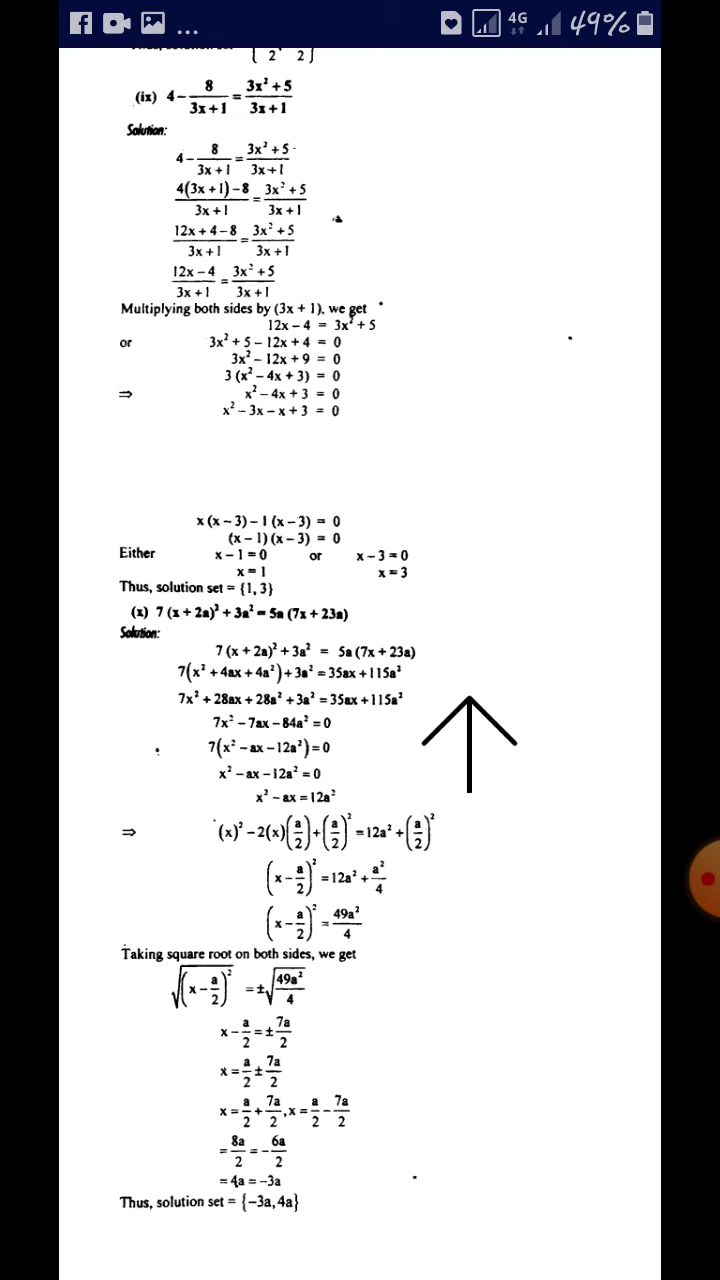 4G 49%
{ 2 , 2 }
(ix) 4 − 8/(3x + 1) = (3x² + 5)/(3x + 1)
Solution:
4 − 8/(3x + 1) = (3x² + 5)/(3x + 1)
(4(3x + 1) − 8)/(3x + 1) = (3x² + 5)/(3x + 1)
(12x + 4 − 8)/(3x + 1) = (3x² + 5)/(3x + 1)
(12x − 4)/(3x + 1) = (3x² + 5)/(3x + 1)
Multiplying both sides by (3x + 1), we get
12x − 4 = 3x² + 5
or 3x² + 5 − 12x + 4 = 0
3x² − 12x + 9 = 0
3 (x² − 4x + 3) = 0
⇒ x² − 4x + 3 = 0
x² − 3x − x + 3 = 0
x (x − 3) − 1 (x − 3) = 0
(x − 1) (x − 3) = 0
Either x − 1 = 0 or x − 3 = 0
x = 1 x = 3
Thus, solution set = {1, 3}
(x) 7 (x + 2a)² + 3a² = 5a (7x + 23a)
Solution:
7 (x + 2a)² + 3a² = 5a (7x + 23a)
7(x² + 4ax + 4a²) + 3a² = 35ax + 115a²
7x² + 28ax + 28a² + 3a² = 35ax + 115a²
7x² − 7ax − 84a² = 0
7(x² − ax − 12a²) = 0
x² − ax − 12a² = 0
x² − ax = 12a²
⇒ (x)² − 2(x)(a/2) + (a/2)² = 12a² + (a/2)²
(x − a/2)² = 12a² + a²/4
(x − a/2)² = 49a²/4
Taking square root on both sides, we get
√(x − a/2)² = ±√(49a²/4)
x − a/2 = ± 7a/2
x = a/2 ± 7a/2
x = a/2 + 7a/2 , x = a/2 − 7a/2
= 8a/2 = − 6a/2
= 4a = −3a
Thus, solution set = {−3a, 4a}